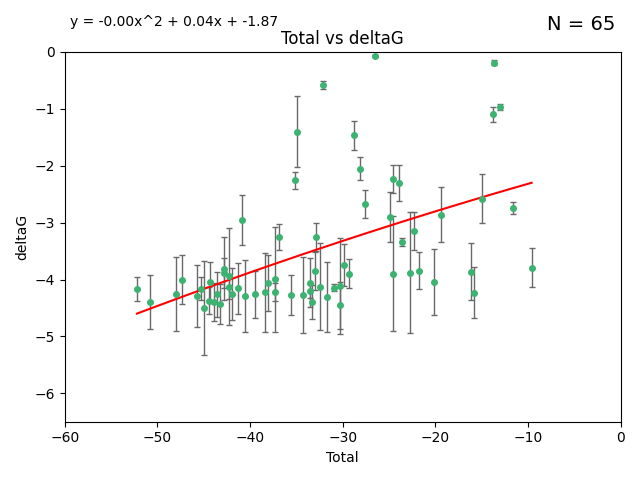 y = -0.00x^2 + 0.04x + -1.87
N = 65
Total vs deltaG
0
−1
−2
−3
−4
−5
−6
deltaG
−60
−50
−40
−30
−20
−10
0
Total